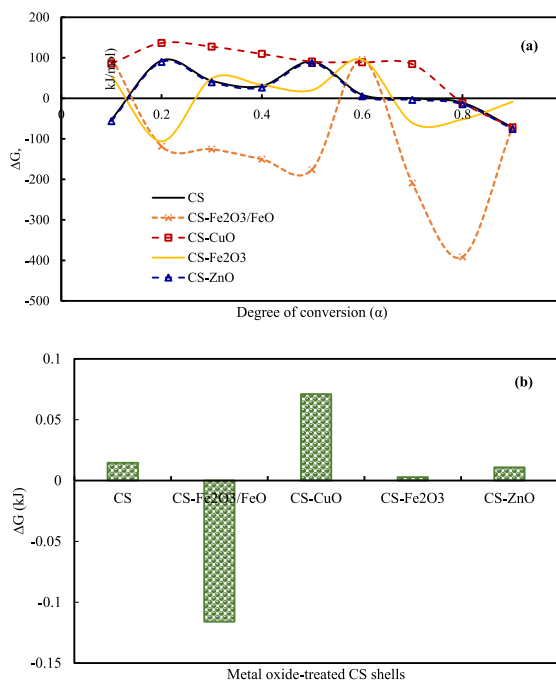 200
100
0
-100
-200
-300
-400
-500
ΔG,
kJ/mol)
(a)
0
0.2
0.4
0.6
0.8
CS
CS-Fe2O3/FeO
CS-CuO
CS-Fe2O3
CS-ZnO
Degree of conversion (α)
0.1
0.05
0
-0.05
-0.1
-0.15
ΔG (kJ)
(b)
CS
CS-Fe2O3/FeO
CS-CuO
CS-Fe2O3
CS-ZnO
Metal oxide-treated CS shells